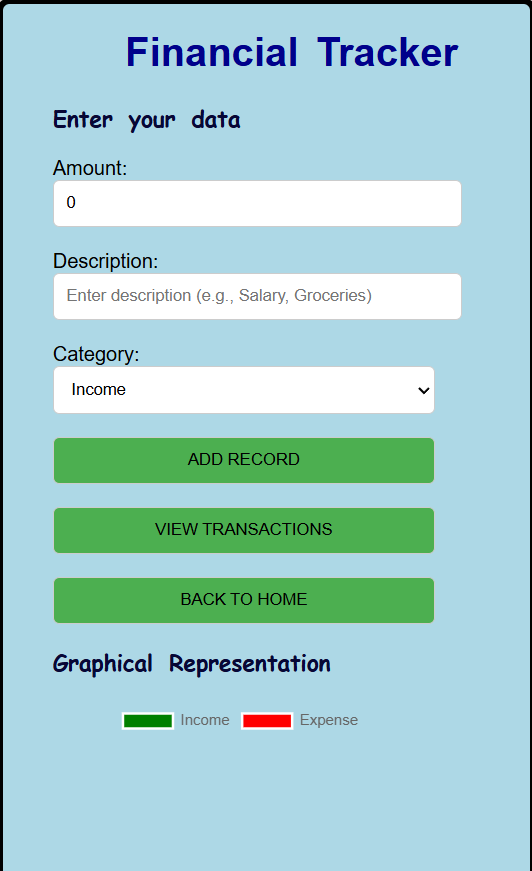 Financial Tracker
Enter your data
Amount:
0
Description:
Enter description (e.g., Salary, Groceries)
Category:
Income
ADD RECORD
VIEW TRANSACTIONS
BACK TO HOME
Graphical Representation
Income Expense